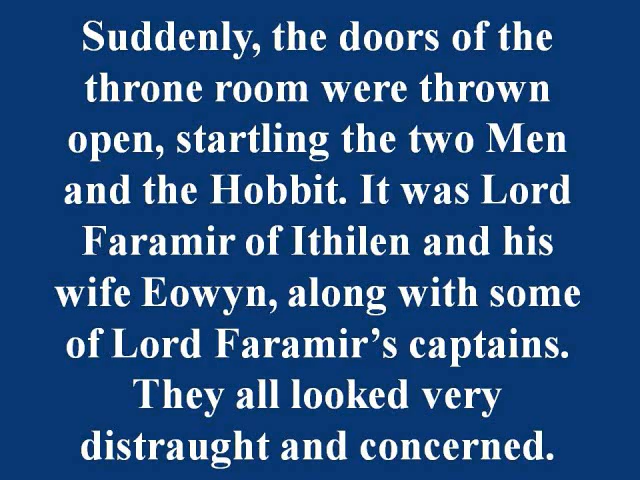 Suddenly, the doors of the
throne room were thrown
open, startling the two Men
and the Hobbit. It was Lord
Faramir of Ithilen and his
wife Eowyn, along with some
of Lord Faramir’s captains.
They all looked very
distraught and concerned.